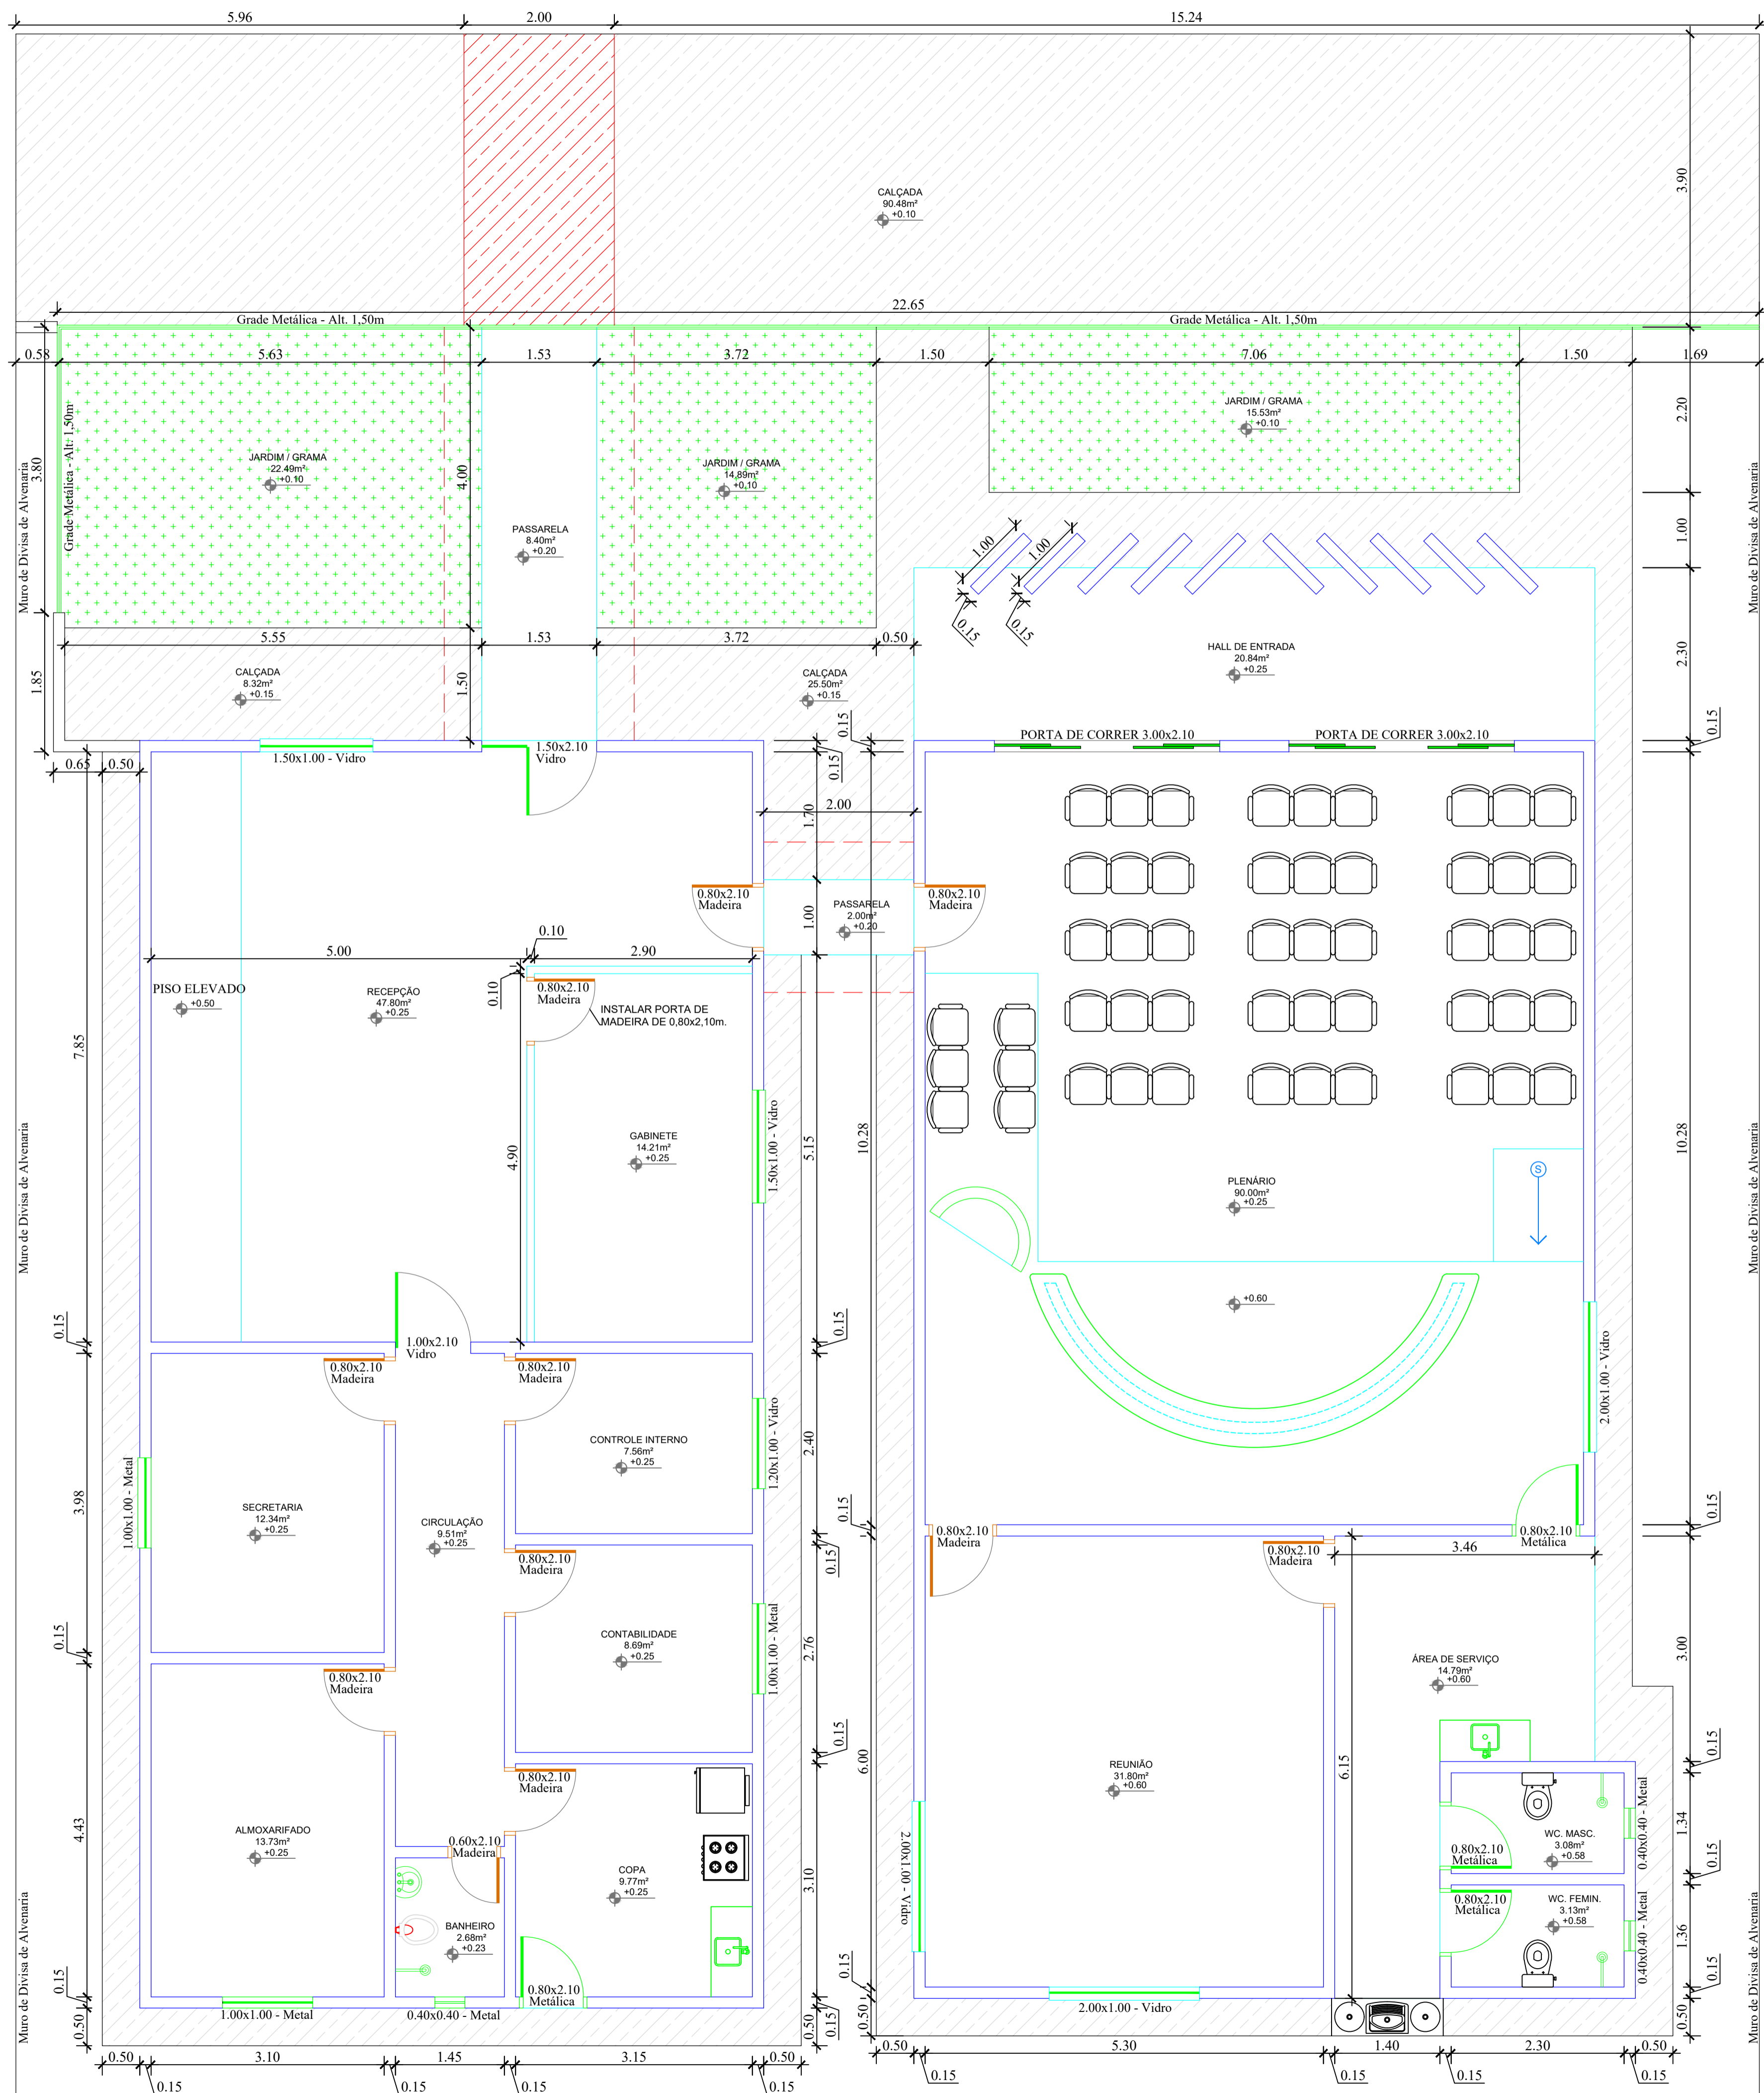 5.96
2.00
15.24
CALÇADA
90.48m²
+0.10
3.90
22.65
Grade Metálica - Alt. 1,50m
Grade Metálica - Alt. 1,50m
0.58
5.63
1.53
3.72
1.50
7.06
1.50
1.69
Muro de Divisa de Alvenaria
3.80
Grade Metálica - Alt. 1,50m
JARDIM / GRAMA
22.49m²
+0.10
4.00
JARDIM / GRAMA
14.89m²
+0.10
JARDIM / GRAMA
15.53m²
+0.10
2.20
Muro de Divisa de Alvenaria
PASSARELA
8.40m²
+0.20
1.00
1.00
1.00
0.15
0.15
5.55
1.53
3.72
0.50
HALL DE ENTRADA
20.84m²
+0.25
2.30
1.85
CALÇADA
8.32m²
+0.15
1.50
CALÇADA
25.50m²
+0.15
0.15
0.15
PORTA DE CORRER 3.00x2.10
PORTA DE CORRER 3.00x2.10
0.15
1.50x1.00 - Vidro
1.50x2.10
Vidro
0.65
0.50
1.70
2.00
0.80x2.10
Madeira
PASSARELA
2.00m²
+0.20
0.80x2.10
Madeira
1.00
5.00
0.10
2.90
0.10
PISO ELEVADO
+0.50
RECEPÇÃO
47.80m²
+0.25
0.80x2.10
Madeira
INSTALAR PORTA DE
MADEIRA DE 0,80x2,10m.
7.85
4.90
GABINETE
14.21m²
+0.25
1.50x1.00 - Vidro
5.15
10.28
10.28
Muro de Divisa de Alvenaria
Muro de Divisa de Alvenaria
S
PLENÁRIO
90.00m²
+0.25
+0.60
0.15
0.15
1.00x2.10
Vidro
0.80x2.10
Madeira
0.80x2.10
Madeira
2.00x1.00 - Vidro
1.00x1.00 - Metal
CONTROLE INTERNO
7.56m²
+0.25
1.20x1.00 - Vidro
2.40
3.98
SECRETARIA
12.34m²
+0.25
CIRCULAÇÃO
9.51m²
+0.25
0.15
0.15
0.80x2.10
Madeira
0.15
0.80x2.10
Madeira
0.80x2.10
Madeira
0.80x2.10
Metálica
3.46
0.15
CONTABILIDADE
8.69m²
+0.25
1.00x1.00 - Metal
2.76
3.00
ÁREA DE SERVIÇO
14.79m²
+0.60
0.80x2.10
Madeira
0.15
6.00
6.15
0.15
REUNIÃO
31.80m²
+0.60
0.80x2.10
Madeira
4.43
ALMOXARIFADO
13.73m²
+0.25
0.60x2.10
Madeira
COPA
9.77m²
+0.25
3.10
WC. MASC.
3.08m²
+0.58
0.80x2.10
Metálica
0.40x0.40 - Metal
1.34
0.15
2.00x1.00 - Vidro
BANHEIRO
2.68m²
+0.23
0.80x2.10
Metálica
WC. FEMIN.
3.13m²
+0.58
0.40x0.40 - Metal
1.36
Muro de Divisa de Alvenaria
Muro de Divisa de Alvenaria
0.15
0.80x2.10
Metálica
0.15
0.15
1.00x1.00 - Metal
0.40x0.40 - Metal
2.00x1.00 - Vidro
0.50
0.50
0.15
0.50
0.50
0.50
3.10
1.45
3.15
0.50
0.50
5.30
1.40
2.30
0.50
0.15
0.15
0.15
0.15
0.15
0.15
0.15